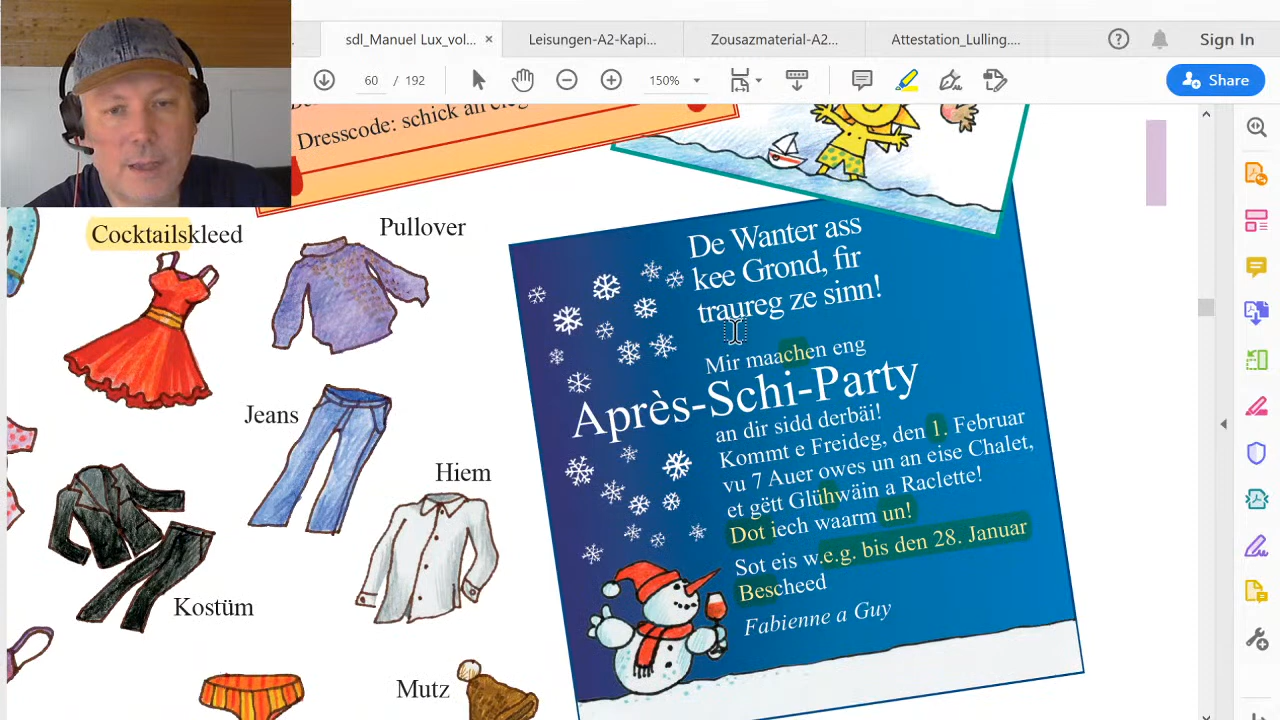 sdl_Manuel Lux_vol...
Leisungen-A2-Kapi...
Zousazmaterial-A2...
Attestation_Lulling....
Sign In
60 / 192
150%
Share
Dresscode: schick an
Cocktailskleed
Pullover
Jeans
Hiem
Kostüm
Mutz
De Wanter ass
kee Grond, fir
traureg ze sinn!
Mir maachen eng
Après-Schi-Party
an dir sidd derbäi!
Kommt e Freideg, den 1. Februar
vu 7 Auer owes un an eise Chalet,
et gëtt Glühwäin a Raclette!
Dot iech waarm un!
Sot eis w.e.g. bis den 28. Januar
Bescheed
Fabienne a Guy